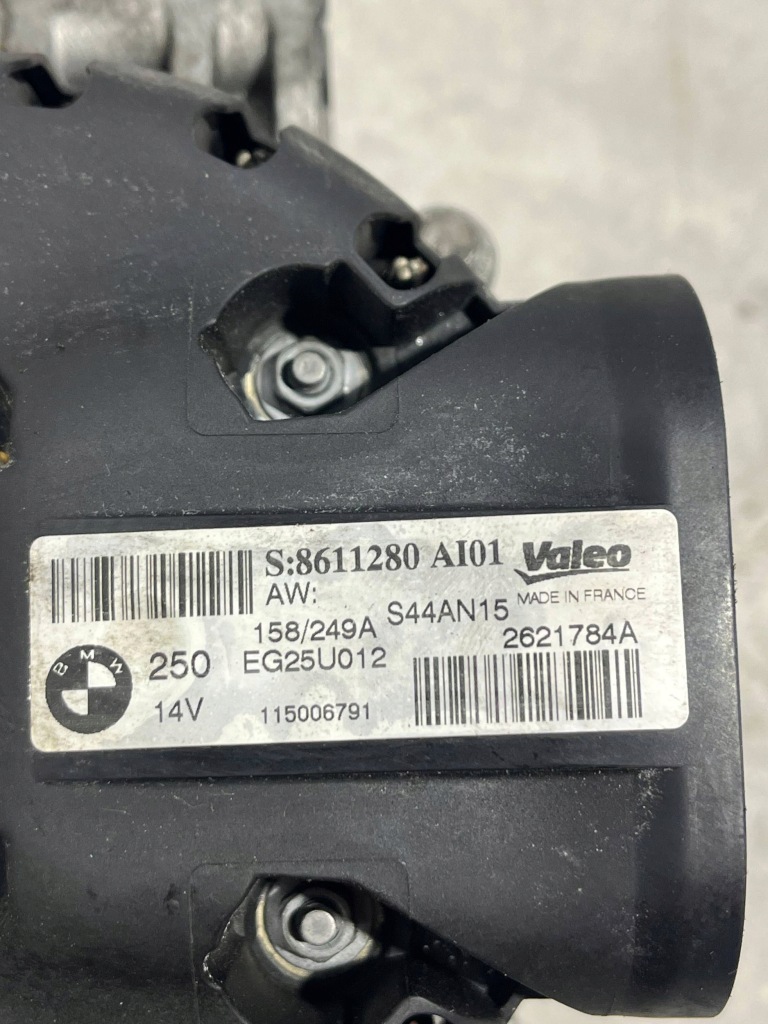 S:8611280 AI01 Valeo
AW: MADE IN FRANCE
158/249A S44AN15
250 EG25U012 2621784A
BMW
14V 115006791